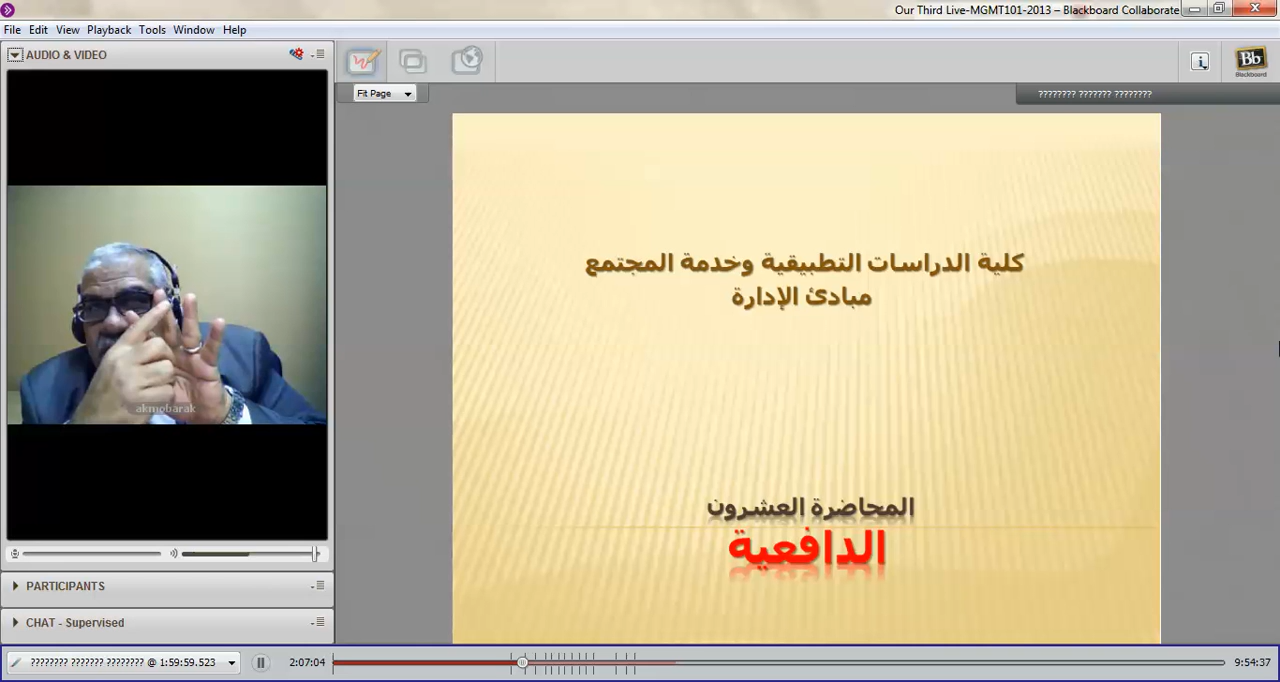 Our Third Live-MGMT101-2013 – Blackboard Collaborate
File Edit View Playback Tools Window Help
AUDIO & VIDEO
Fit Page
Bb
Blackboard
???????? ??????? ????????
akmobarak
كلية الدراسات التطبيقية وخدمة المجتمع
مبادئ الإدارة
المحاضرة العشرون
الدافعية
PARTICIPANTS
CHAT - Supervised
???????? ??????? ???????? @ 1:59:59.523
2:07:04
9:54:37